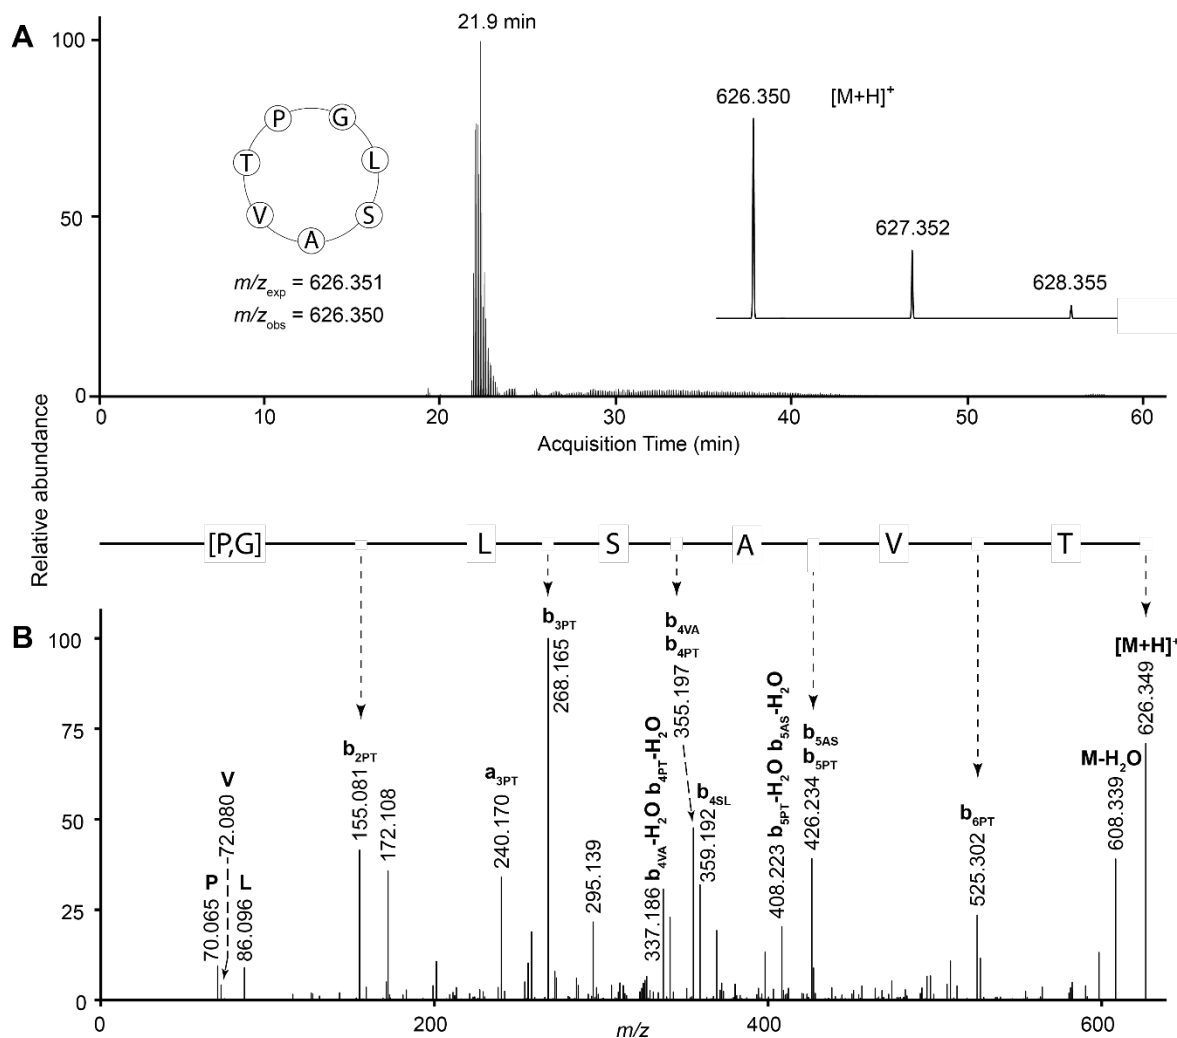 A
100
50
0
21.9 min
P G
T L
V S
A
m/z_exp = 626.351
m/z_obs = 626.350
626.350 [M+H]⁺
627.352
628.355
0 10 20 30 40 50 60
Acquisition Time (min)
Relative abundance
[P,G] L S A V T
B
100
75
50
25
0
P
70.065
V
72.080
L
86.096
b2PT
155.081
172.108
a3PT
240.170
b3PT
268.165
295.139
337.186 b4VA-H₂O b4PT-H₂O
b4VA
b4PT
355.197
b4SL
359.192
408.223 b5PT-H₂O b5AS-H₂O
b5AS
b5PT
426.234
b6PT
525.302
M-H₂O
608.339
[M+H]⁺
626.349
0 200 400 600
m/z